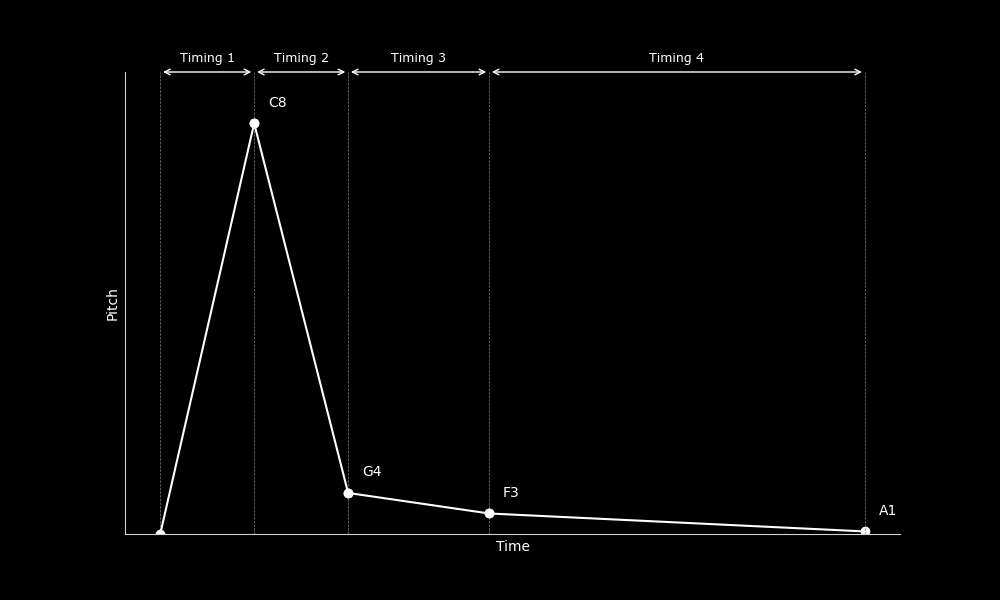 Timing 1
Timing 2
Timing 3
Timing 4
C8
G4
F3
A1
Pitch
Time